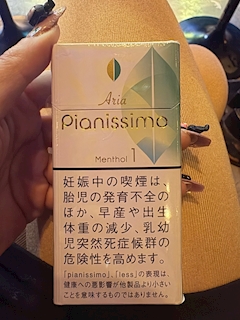 Aria
Pianissimo
Menthol 1
妊娠中の喫煙は、
胎児の発育不全の
ほか、早産や出生
体重の減少、乳幼
児突然死症候群の
危険性を高めます。
「pianissimo」、「less」の表現は、
健康への悪影響が他製品より小さい
ことを意味するものではありません。